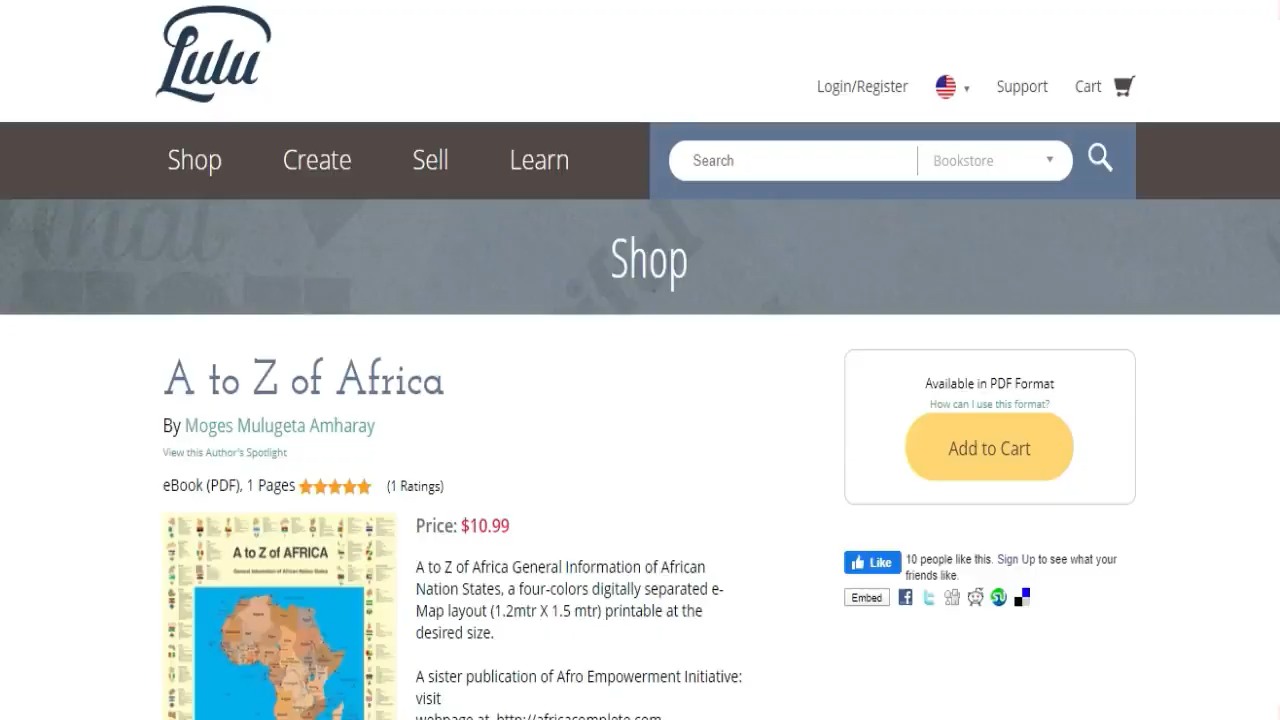 Lulu
Login/Register
Support
Cart
Shop
Create
Sell
Learn
Search
Bookstore
Shop
A to Z of Africa
By Moges Mulugeta Amharay
View this Author's Spotlight
eBook (PDF), 1 Pages
(1 Ratings)
Available in PDF Format
How can I use this format?
Add to Cart
Price: $10.99
A to Z of AFRICA
General Information of African Nation States
A to Z of Africa General Information of African
Nation States, a four-colors digitally separated e-
Map layout (1.2mtr X 1.5 mtr) printable at the
desired size.
A sister publication of Afro Empowerment Initiative:
visit
webpage at http://africacomplete.com
Like
10 people like this. Sign Up to see what your
friends like.
Embed